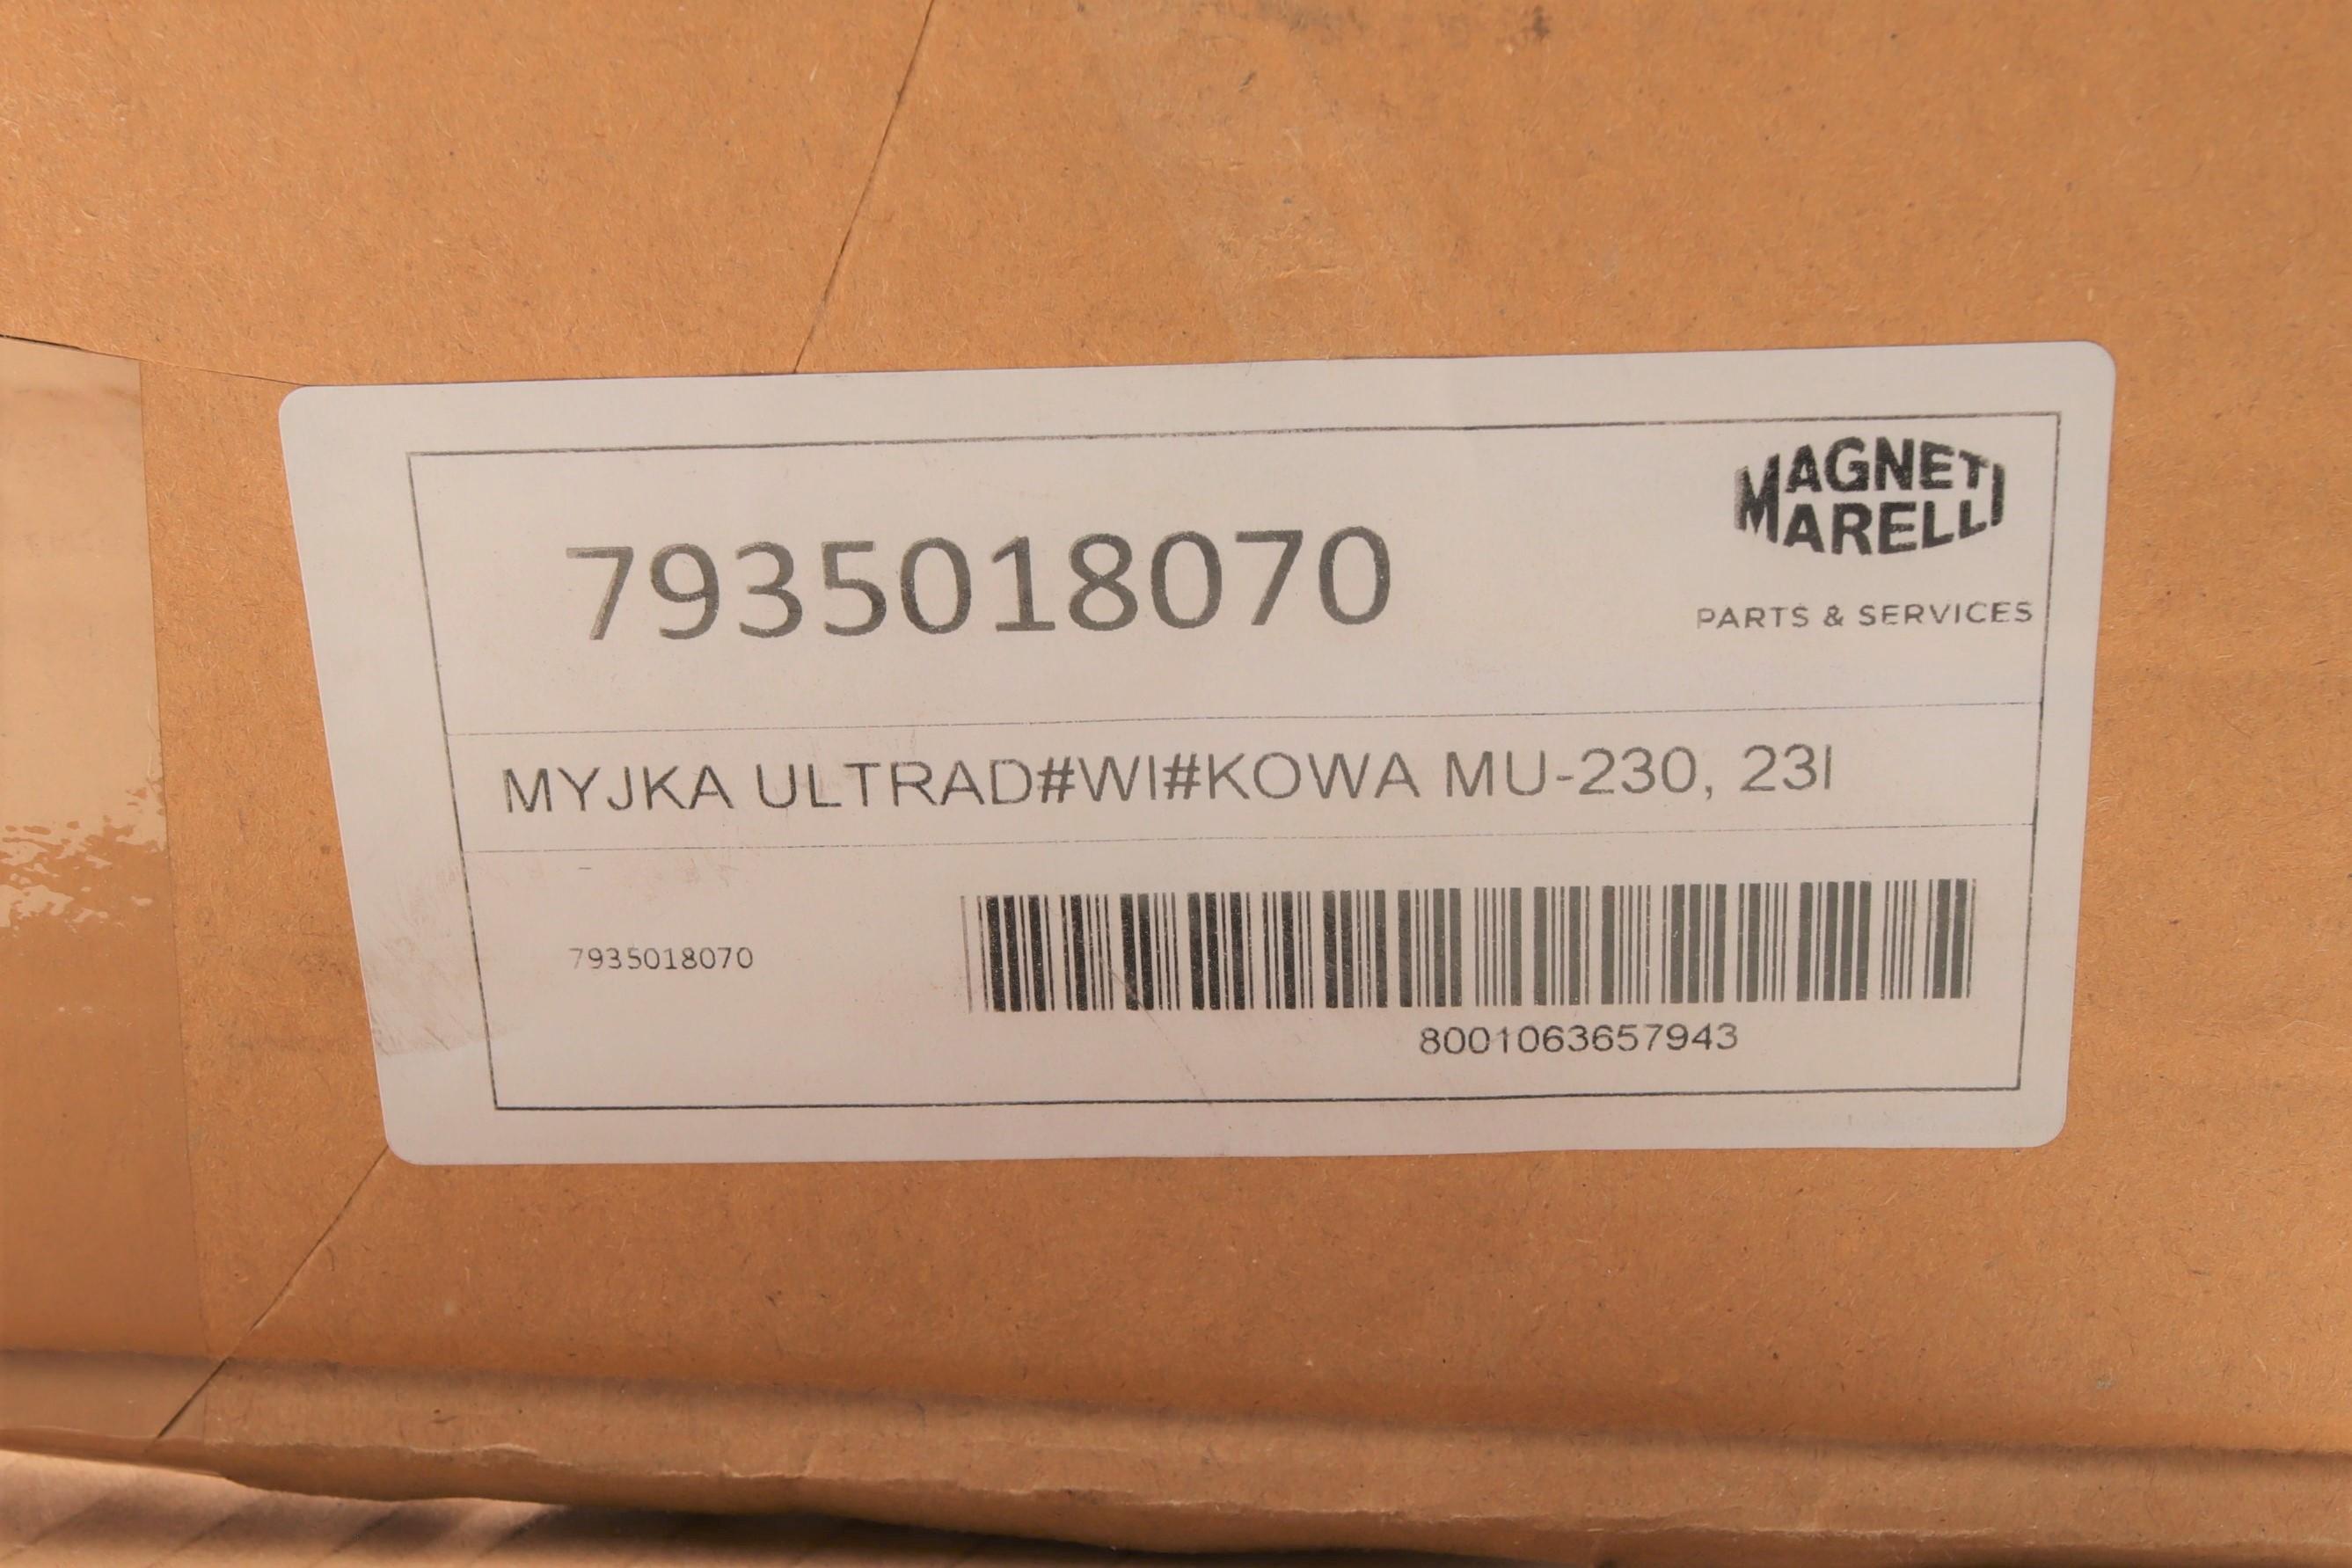 7935018070
MAGNETI
MARELLI
PARTS & SERVICES
MYJKA ULTRAD#WI#KOWA MU-230, 23l
7935018070
8001063657943